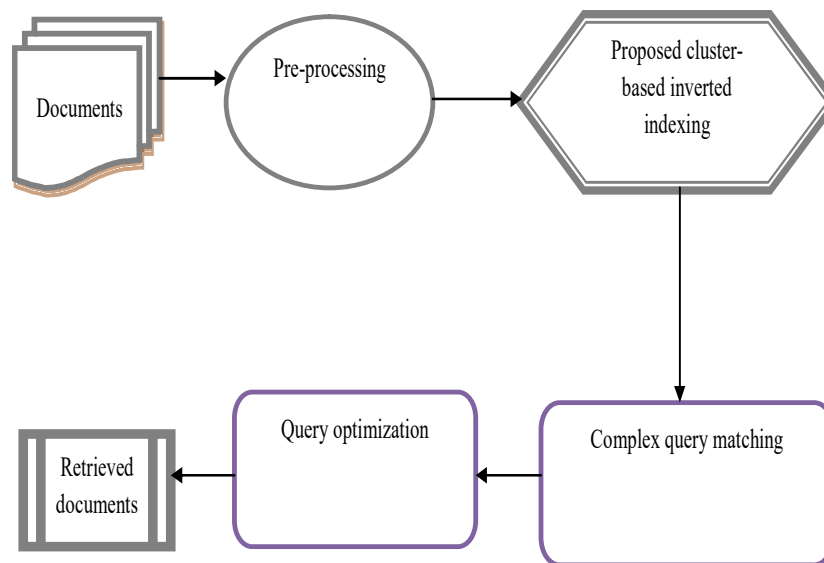 Documents
Pre-processing
Proposed cluster-
based inverted
indexing
Complex query matching
Query optimization
Retrieved
documents